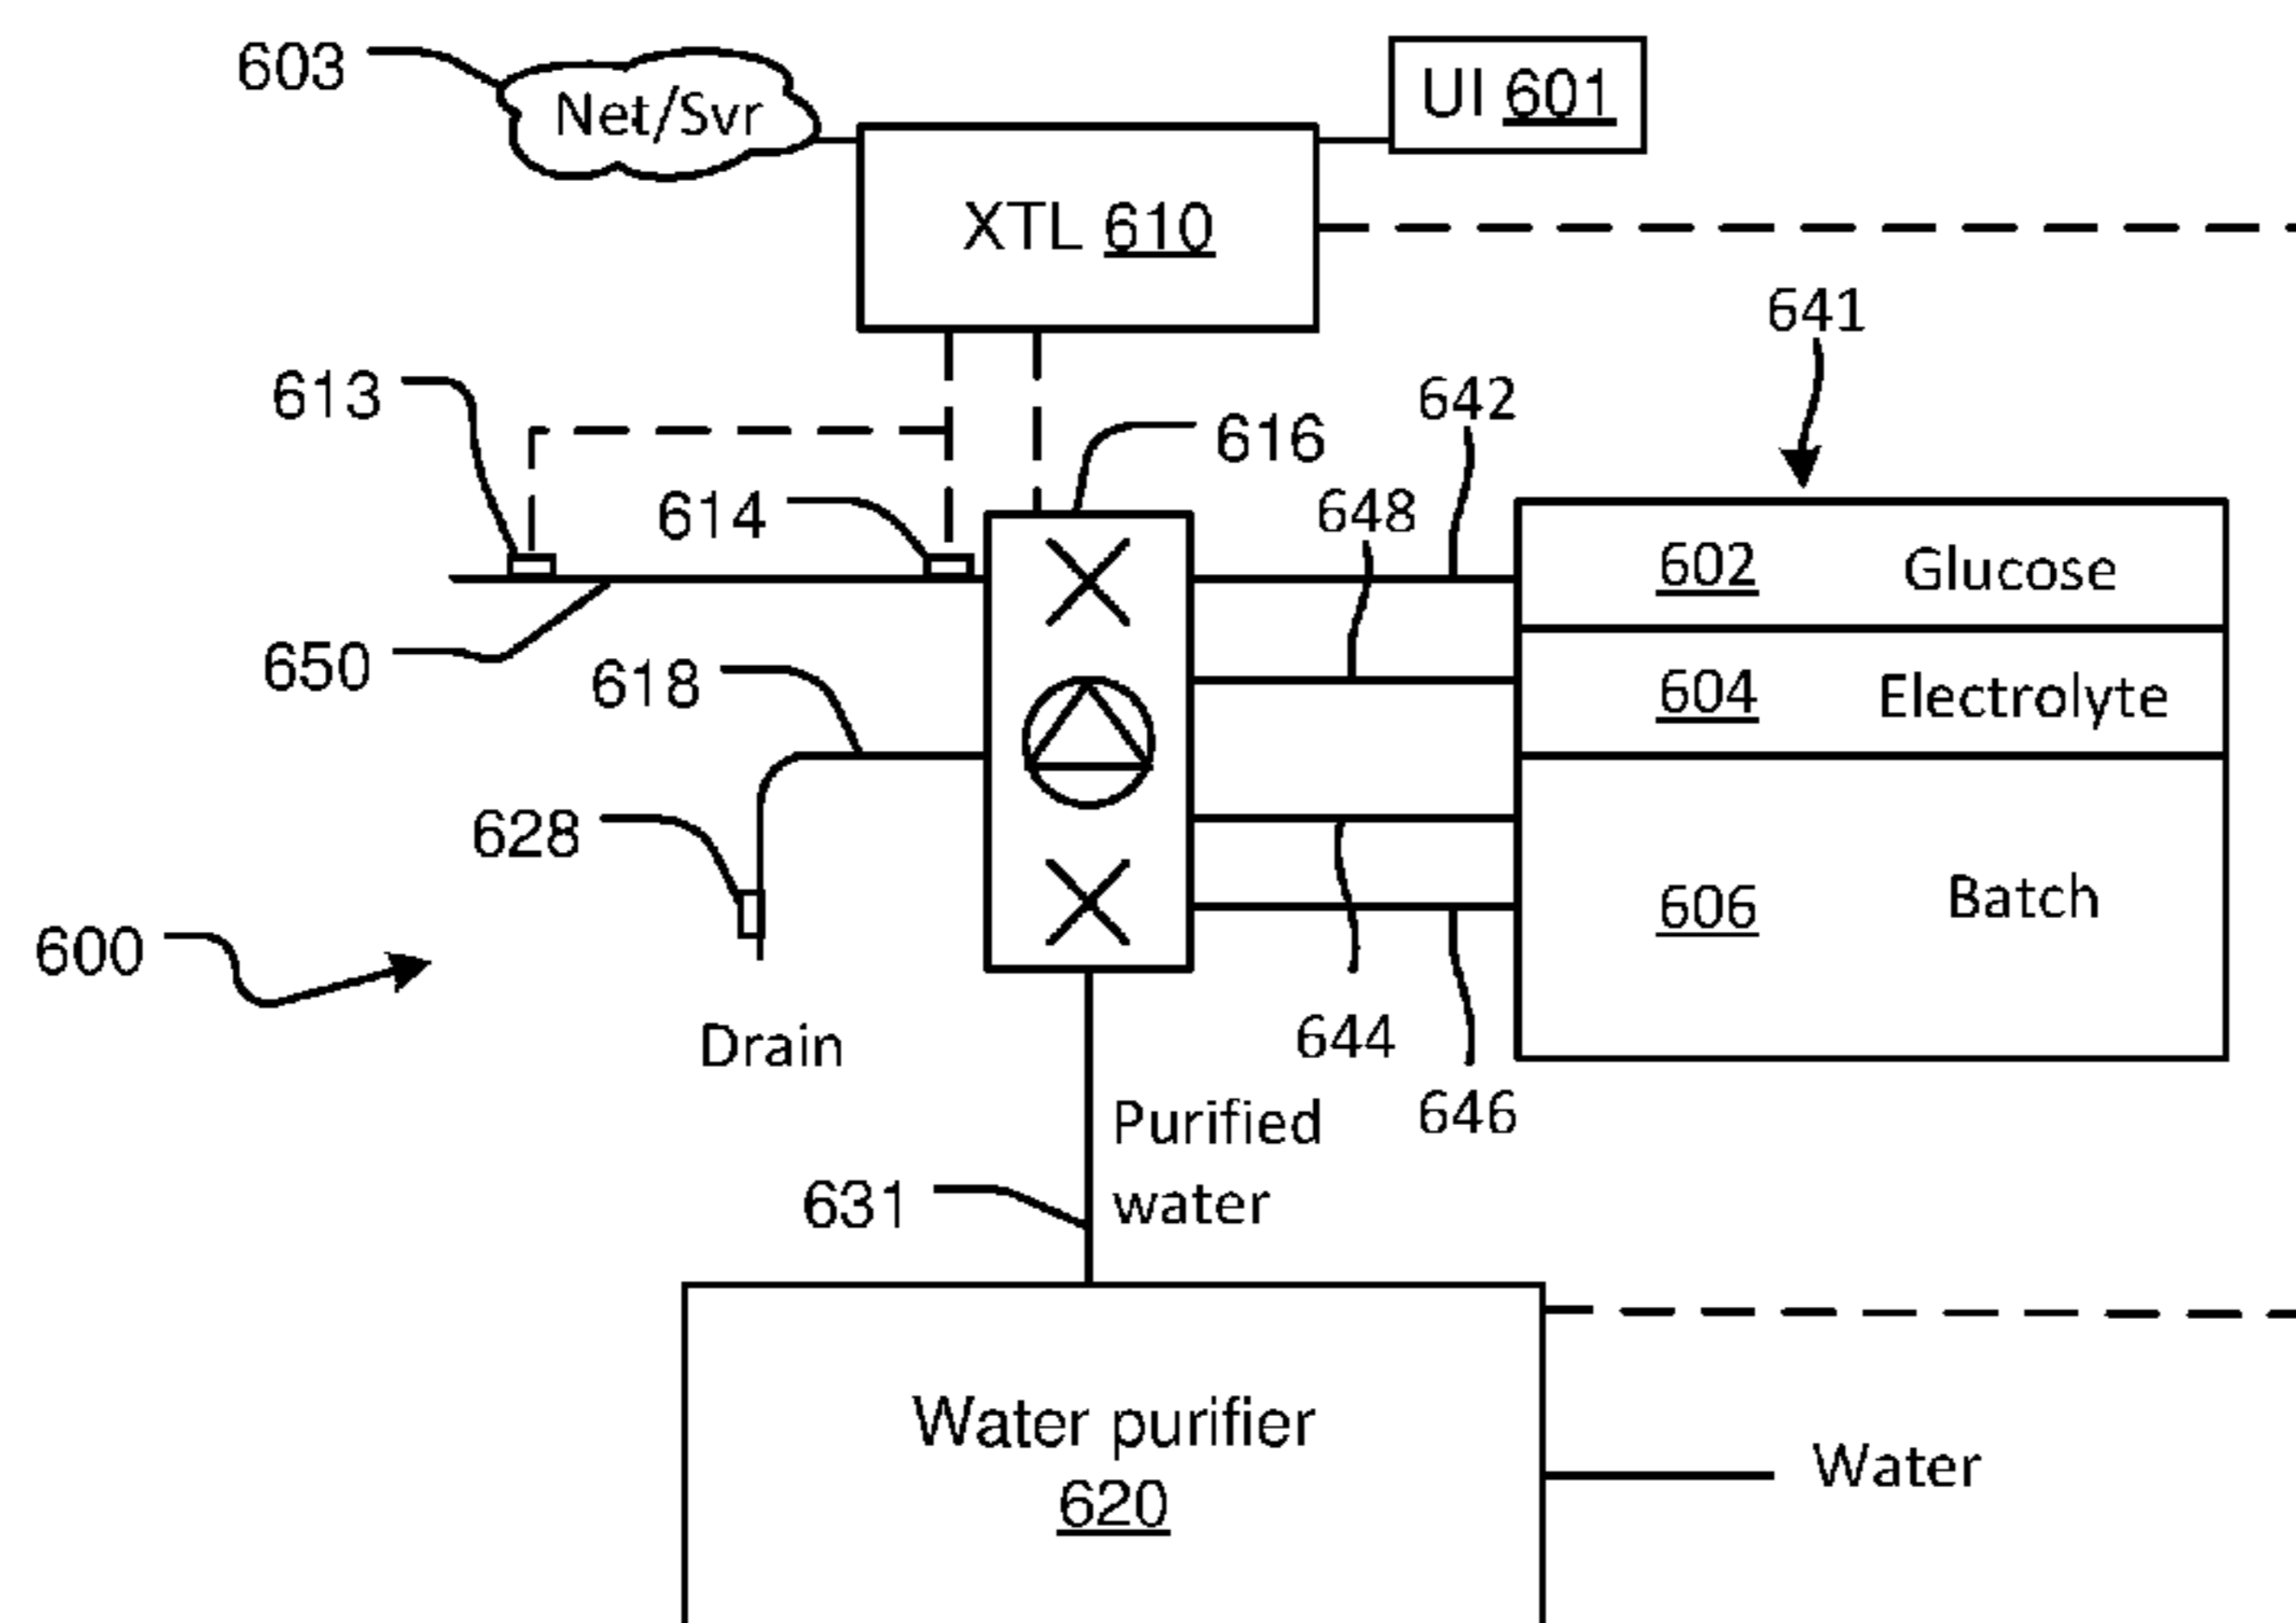 603
Net/Svr
UI 601
XTL 610
641
613
642
616
614
648
602 Glucose
650
618
604 Electrolyte
628
606 Batch
600
Drain
644
646
Purified
water
631
Water purifier
620
Water